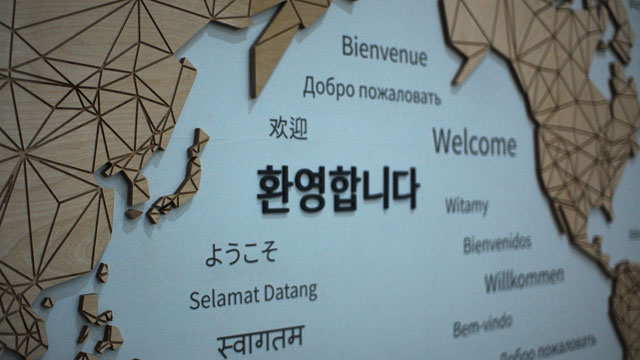 Bienvenue
Добро пожаловать
欢迎
Welcome
환영합니다
Witamy
ようこそ
Bienvenidos
Selamat Datang
Willkommen
स्वागतम
Bem-vindo
Добро пожаловать